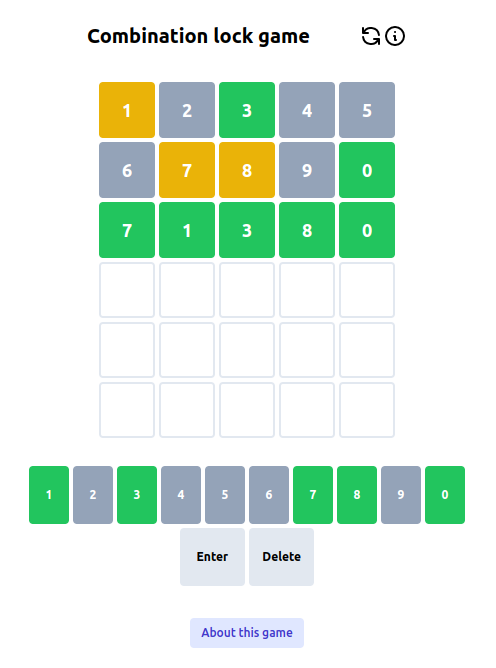 Combination lock game
1 2 3 4 5
6 7 8 9 0
7 1 3 8 0
1 2 3 4 5 6 7 8 9 0
Enter Delete
About this game